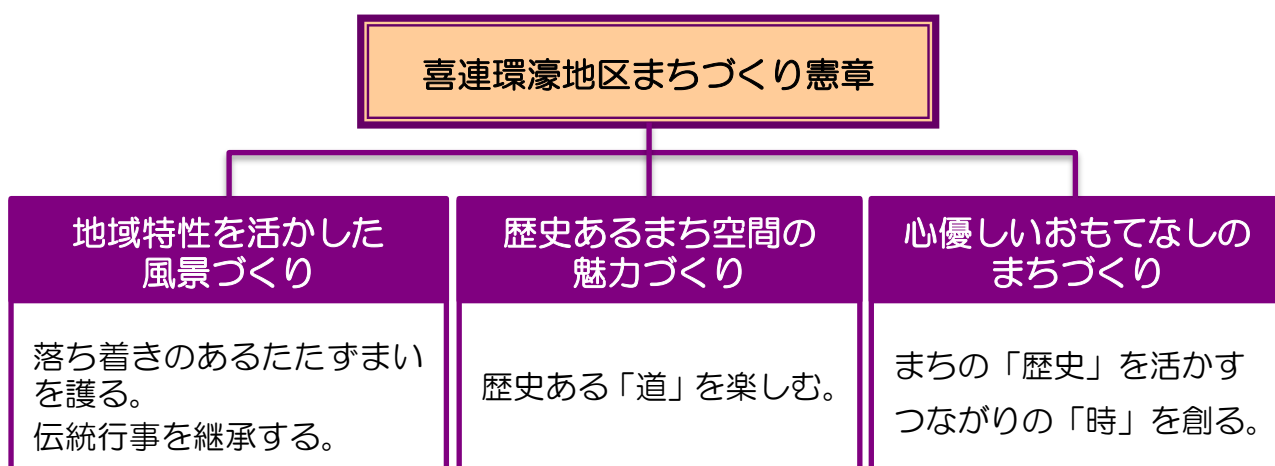 喜連環濠地区まちづくり憲章
地域特性を活かした
風景づくり
落ち着きのあるたたずまい
を護る。
伝統行事を継承する。
歴史あるまち空間の
魅力づくり
歴史ある「道」を楽しむ。
心優しいおもてなしの
まちづくり
まちの「歴史」を活かす
つながりの「時」を創る。